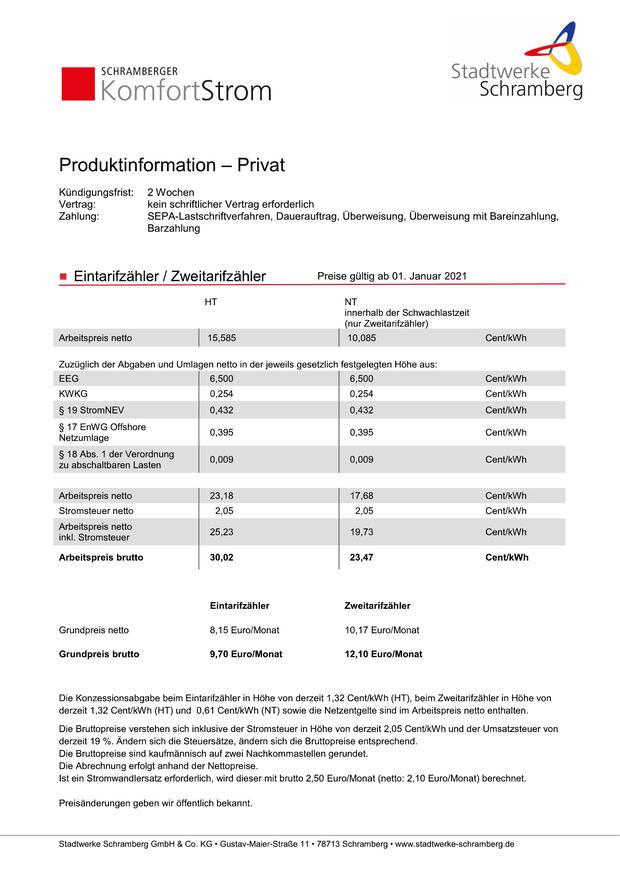 SCHRAMBERGER
KomfortStrom
Stadtwerke
Schramberg
Produktinformation – Privat
Kündigungsfrist: 2 Wochen
Vertrag: kein schriftlicher Vertrag erforderlich
Zahlung: SEPA-Lastschriftverfahren, Dauerauftrag, Überweisung, Überweisung mit Bareinzahlung,
Barzahlung
Eintarifzähler / Zweitarifzähler Preise gültig ab 01. Januar 2021
HT NT
innerhalb der Schwachlastzeit
(nur Zweitarifzähler)
Arbeitspreis netto 15,585 10,085 Cent/kWh
Zuzüglich der Abgaben und Umlagen netto in der jeweils gesetzlich festgelegten Höhe aus:
EEG 6,500 6,500 Cent/kWh
KWKG 0,254 0,254 Cent/kWh
§ 19 StromNEV 0,432 0,432 Cent/kWh
§ 17 EnWG Offshore
Netzumlage 0,395 0,395 Cent/kWh
§ 18 Abs. 1 der Verordnung
zu abschaltbaren Lasten 0,009 0,009 Cent/kWh
Arbeitspreis netto 23,18 17,68 Cent/kWh
Stromsteuer netto 2,05 2,05 Cent/kWh
Arbeitspreis netto
inkl. Stromsteuer 25,23 19,73 Cent/kWh
Arbeitspreis brutto 30,02 23,47 Cent/kWh
Eintarifzähler Zweitarifzähler
Grundpreis netto 8,15 Euro/Monat 10,17 Euro/Monat
Grundpreis brutto 9,70 Euro/Monat 12,10 Euro/Monat
Die Konzessionsabgabe beim Eintarifzähler in Höhe von derzeit 1,32 Cent/kWh (HT), beim Zweitarifzähler in Höhe von
derzeit 1,32 Cent/kWh (HT) und 0,61 Cent/kWh (NT) sowie die Netzentgelte sind im Arbeitspreis netto enthalten.
Die Bruttopreise verstehen sich inklusive der Stromsteuer in Höhe von derzeit 2,05 Cent/kWh und der Umsatzsteuer von
derzeit 19 %. Ändern sich die Steuersätze, ändern sich die Bruttopreise entsprechend.
Die Bruttopreise sind kaufmännisch auf zwei Nachkommastellen gerundet.
Die Abrechnung erfolgt anhand der Nettopreise.
Ist ein Stromwandlersatz erforderlich, wird dieser mit brutto 2,50 Euro/Monat (netto: 2,10 Euro/Monat) berechnet.
Preisänderungen geben wir öffentlich bekannt.
Stadtwerke Schramberg GmbH & Co. KG • Gustav-Maier-Straße 11 • 78713 Schramberg • www.stadtwerke-schramberg.de